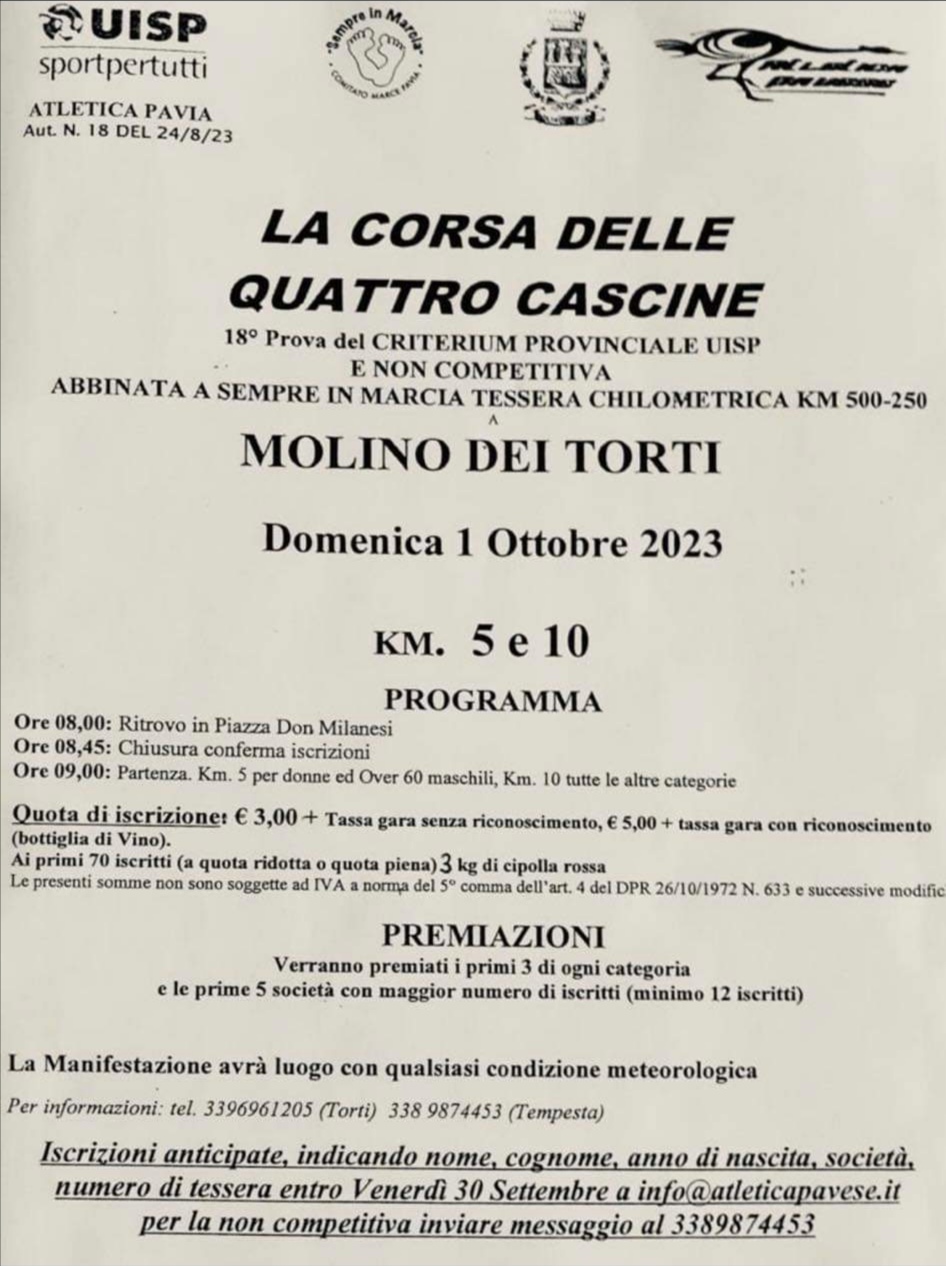 UISP
sportpertutti
ATLETICA PAVIA
Aut. N. 18 DEL 24/8/23
"Sempre in Marcia"
COMITATO MARCE PAVIA
LA CORSA DELLE
QUATTRO CASCINE
18° Prova del CRITERIUM PROVINCIALE UISP
E NON COMPETITIVA
ABBINATA A SEMPRE IN MARCIA TESSERA CHILOMETRICA KM 500-250
MOLINO DEI TORTI
Domenica 1 Ottobre 2023
KM. 5 e 10
PROGRAMMA
Ore 08,00: Ritrovo in Piazza Don Milanesi
Ore 08,45: Chiusura conferma iscrizioni
Ore 09,00: Partenza. Km. 5 per donne ed Over 60 maschili, Km. 10 tutte le altre categorie
Quota di iscrizione: € 3,00 + Tassa gara senza riconoscimento, € 5,00 + tassa gara con riconoscimento
(bottiglia di Vino).
Ai primi 70 iscritti (a quota ridotta o quota piena) 3 kg di cipolla rossa
Le presenti somme non sono soggette ad IVA a norma del 5° comma dell'art. 4 del DPR 26/10/1972 N. 633 e successive modific
PREMIAZIONI
Verranno premiati i primi 3 di ogni categoria
e le prime 5 società con maggior numero di iscritti (minimo 12 iscritti)
La Manifestazione avrà luogo con qualsiasi condizione meteorologica
Per informazioni: tel. 3396961205 (Torti) 338 9874453 (Tempesta)
Iscrizioni anticipate, indicando nome, cognome, anno di nascita, società,
numero di tessera entro Venerdì 30 Settembre a info@atleticapavese.it
per la non competitiva inviare messaggio al 3389874453